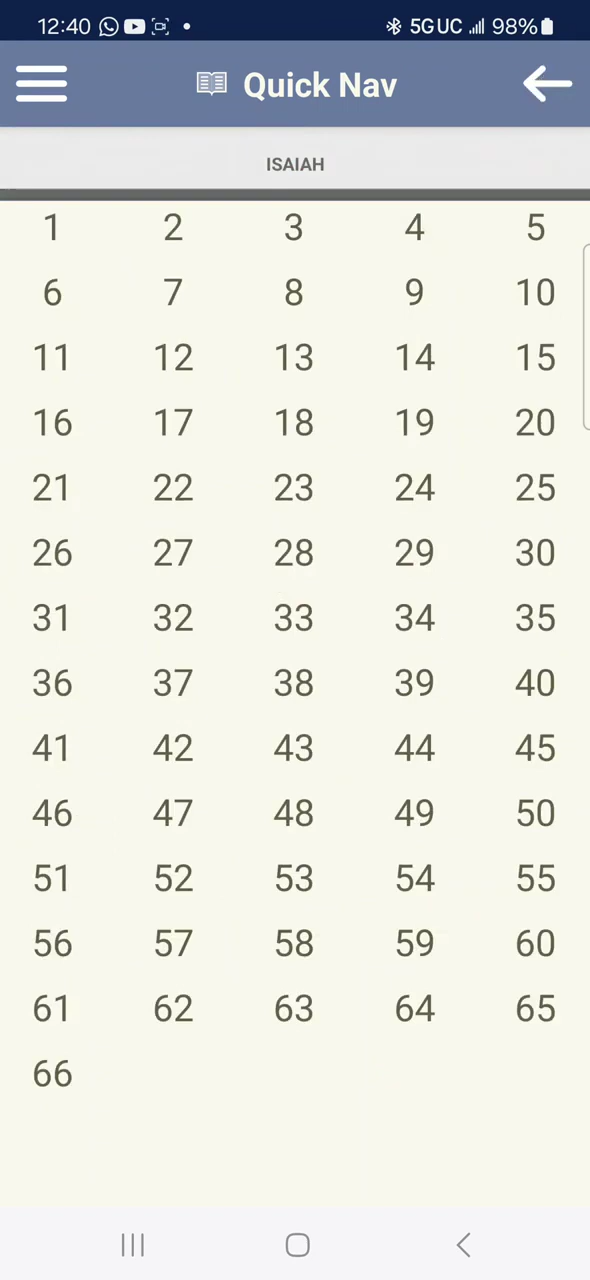 12:40 5G UC 98%
Quick Nav
ISAIAH
1 2 3 4 5
6 7 8 9 10
11 12 13 14 15
16 17 18 19 20
21 22 23 24 25
26 27 28 29 30
31 32 33 34 35
36 37 38 39 40
41 42 43 44 45
46 47 48 49 50
51 52 53 54 55
56 57 58 59 60
61 62 63 64 65
66